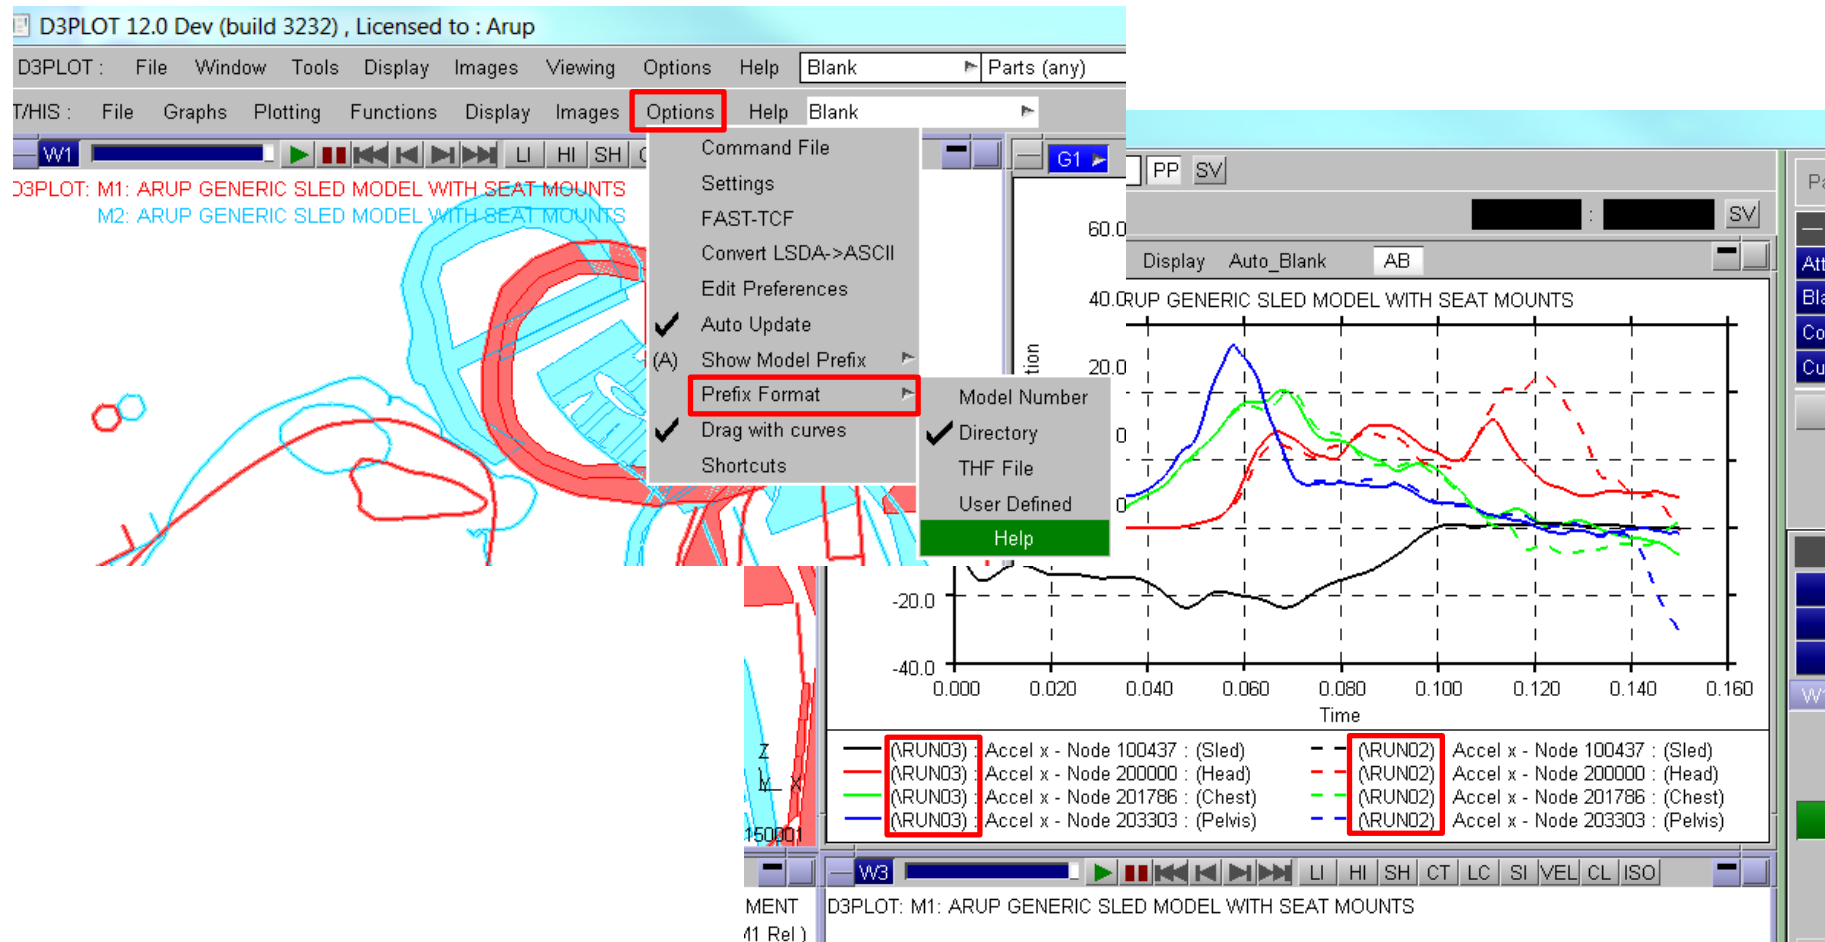 D3PLOT 12.0 Dev (build 3232) , Licensed to : Arup
D3PLOT : File Window Tools Display Images Viewing Options Help Blank Parts (any)
T/HIS : File Graphs Plotting Functions Display Images Options Help Blank
W1 LI HI SH
D3PLOT: M1: ARUP GENERIC SLED MODEL WITH SEAT MOUNTS
M2: ARUP GENERIC SLED MODEL WITH SEAT MOUNTS
Command File
Settings
FAST-TCF
Convert LSDA->ASCII
Edit Preferences
Auto Update
(A) Show Model Prefix
Prefix Format
Drag with curves
Shortcuts
Model Number
Directory
THF File
User Defined
Help
G1
PP SV
: SV
Display Auto_Blank AB
RUP GENERIC SLED MODEL WITH SEAT MOUNTS
60.0
40.0
20.0
0
0
-20.0
-40.0
0.000 0.020 0.040 0.060 0.080 0.100 0.120 0.140 0.160
Time
(\RUN03) : Accel x - Node 100437 : (Sled)
(\RUN03) : Accel x - Node 200000 : (Head)
(\RUN03) : Accel x - Node 201786 : (Chest)
(\RUN03) : Accel x - Node 203303 : (Pelvis)
(\RUN02) Accel x - Node 100437 : (Sled)
(\RUN02) Accel x - Node 200000 : (Head)
(\RUN02) Accel x - Node 201786 : (Chest)
(\RUN02) Accel x - Node 203303 : (Pelvis)
Z
Y X
150001
W3 LI HI SH CT LC SI VEL CL ISO
MENT
M1 Rel )
D3PLOT: M1: ARUP GENERIC SLED MODEL WITH SEAT MOUNTS
Att
Bla
Co
Cu